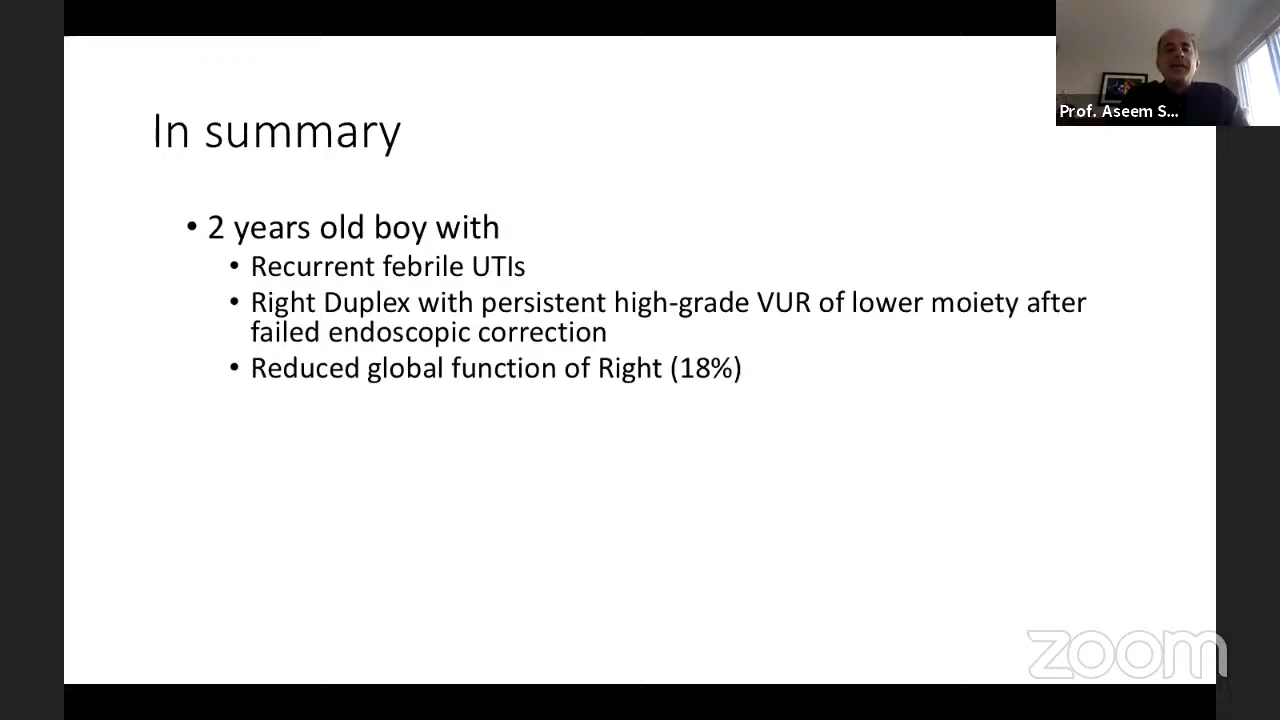 Prof. Aseem S...
In summary
• 2 years old boy with
• Recurrent febrile UTIs
• Right Duplex with persistent high-grade VUR of lower moiety after
failed endoscopic correction
• Reduced global function of Right (18%)
zoom